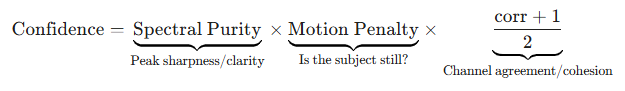 Confidence = Spectral Purity × Motion Penalty × corr + 1 / 2
Peak sharpness/clarity
Is the subject still?
Channel agreement/cohesion